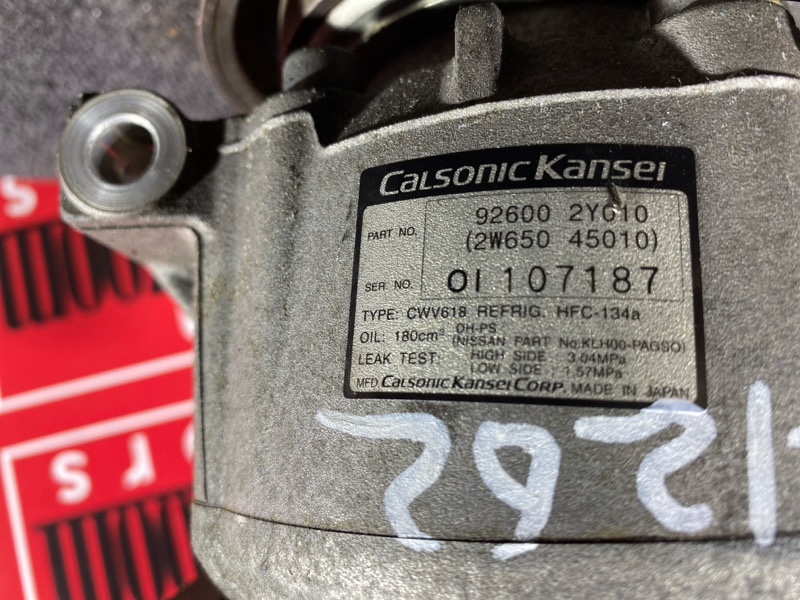 Calsonic Kansei
PART NO. 92600 2Y010
(2W650 45010)
SER. NO. 01 107187
TYPE: CWV618 REFRIG. HFC-134a
OIL: 180cm³ DH-PS
(NISSAN PART No.KLH00-PAGS0)
LEAK TEST: HIGH SIDE : 3.04MPa
LOW SIDE : 1.57MPa
MFD. Calsonic Kansei Corp. MADE IN JAPAN